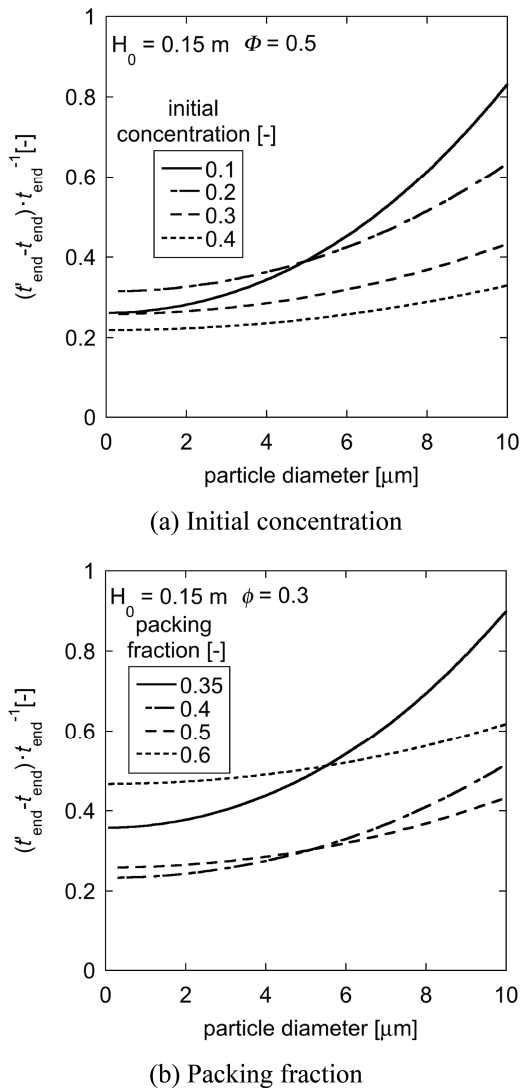 1
H₀ = 0.15 m Φ = 0.5
0.8
initial
concentration [-]
0.1
0.2
0.3
0.4
0.6
0.4
0.2
0
(t'end-tend)·tend⁻¹[-]
0 2 4 6 8 10
particle diameter [μm]
(a) Initial concentration
1
H₀ = 0.15 m ϕ = 0.3
packing
fraction [-]
0.35
0.4
0.5
0.6
0.8
0.6
0.4
0.2
0
(t'end-tend)·tend⁻¹[-]
0 2 4 6 8 10
particle diameter [μm]
(b) Packing fraction